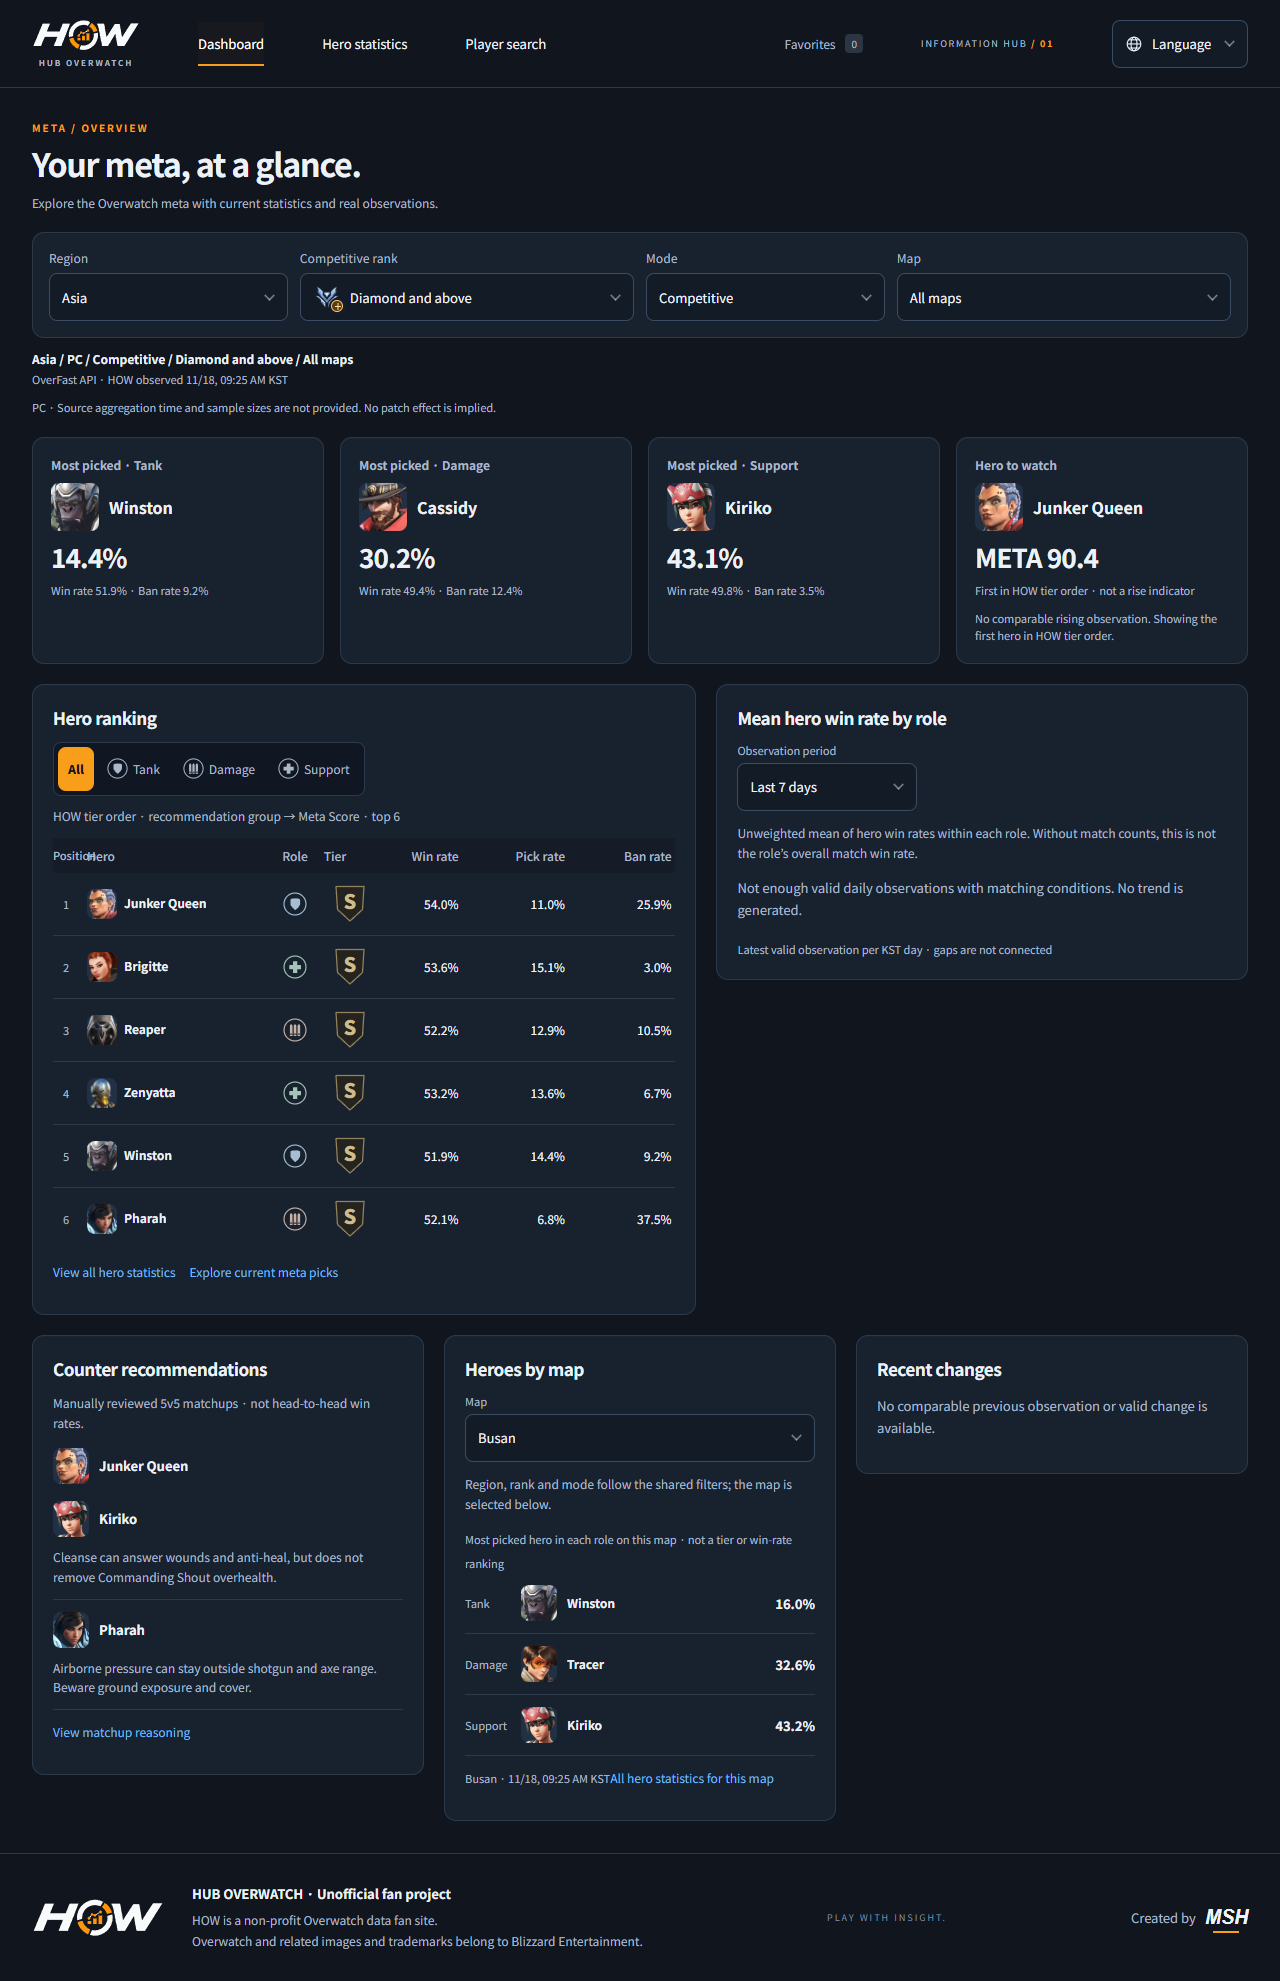 HOW
HUB OVERWATCH
Dashboard
Hero statistics
Player search
Favorites 0
INFORMATION HUB / 01
Language
META / OVERVIEW
Your meta, at a glance.
Explore the Overwatch meta with current statistics and real observations.
Region
Competitive rank
Mode
Map
Asia
Diamond and above
Competitive
All maps
Asia / PC / Competitive / Diamond and above / All maps
OverFast API · HOW observed 11/18, 09:25 AM KST
PC · Source aggregation time and sample sizes are not provided. No patch effect is implied.
Most picked · Tank
Winston
14.4%
Win rate 51.9% · Ban rate 9.2%
Most picked · Damage
Cassidy
30.2%
Win rate 49.4% · Ban rate 12.4%
Most picked · Support
Kiriko
43.1%
Win rate 49.8% · Ban rate 3.5%
Hero to watch
Junker Queen
META 90.4
First in HOW tier order · not a rise indicator
No comparable rising observation. Showing the
first hero in HOW tier order.
Hero ranking
All
Tank
Damage
Support
HOW tier order · recommendation group → Meta Score · top 6
Position Hero Role Tier Win rate Pick rate Ban rate
1 Junker Queen S 54.0% 11.0% 25.9%
2 Brigitte S 53.6% 15.1% 3.0%
3 Reaper S 52.2% 12.9% 10.5%
4 Zenyatta S 53.2% 13.6% 6.7%
5 Winston S 51.9% 14.4% 9.2%
6 Pharah S 52.1% 6.8% 37.5%
View all hero statistics
Explore current meta picks
Mean hero win rate by role
Observation period
Last 7 days
Unweighted mean of hero win rates within each role. Without match counts, this is not
the role's overall match win rate.
Not enough valid daily observations with matching conditions. No trend is
generated.
Latest valid observation per KST day · gaps are not connected
Counter recommendations
Manually reviewed 5v5 matchups · not head-to-head win
rates.
Junker Queen
Kiriko
Cleanse can answer wounds and anti-heal, but does not
remove Commanding Shout overhealth.
Pharah
Airborne pressure can stay outside shotgun and axe range.
Beware ground exposure and cover.
View matchup reasoning
Heroes by map
Map
Busan
Region, rank and mode follow the shared filters; the map is
selected below.
Most picked hero in each role on this map · not a tier or win-rate
ranking
Tank Winston 16.0%
Damage Tracer 32.6%
Support Kiriko 43.2%
Busan · 11/18, 09:25 AM KSTAll hero statistics for this map
Recent changes
No comparable previous observation or valid change is
available.
HOW
HUB OVERWATCH · Unofficial fan project
HOW is a non-profit Overwatch data fan site.
Overwatch and related images and trademarks belong to Blizzard Entertainment.
PLAY WITH INSIGHT.
Created by MSH